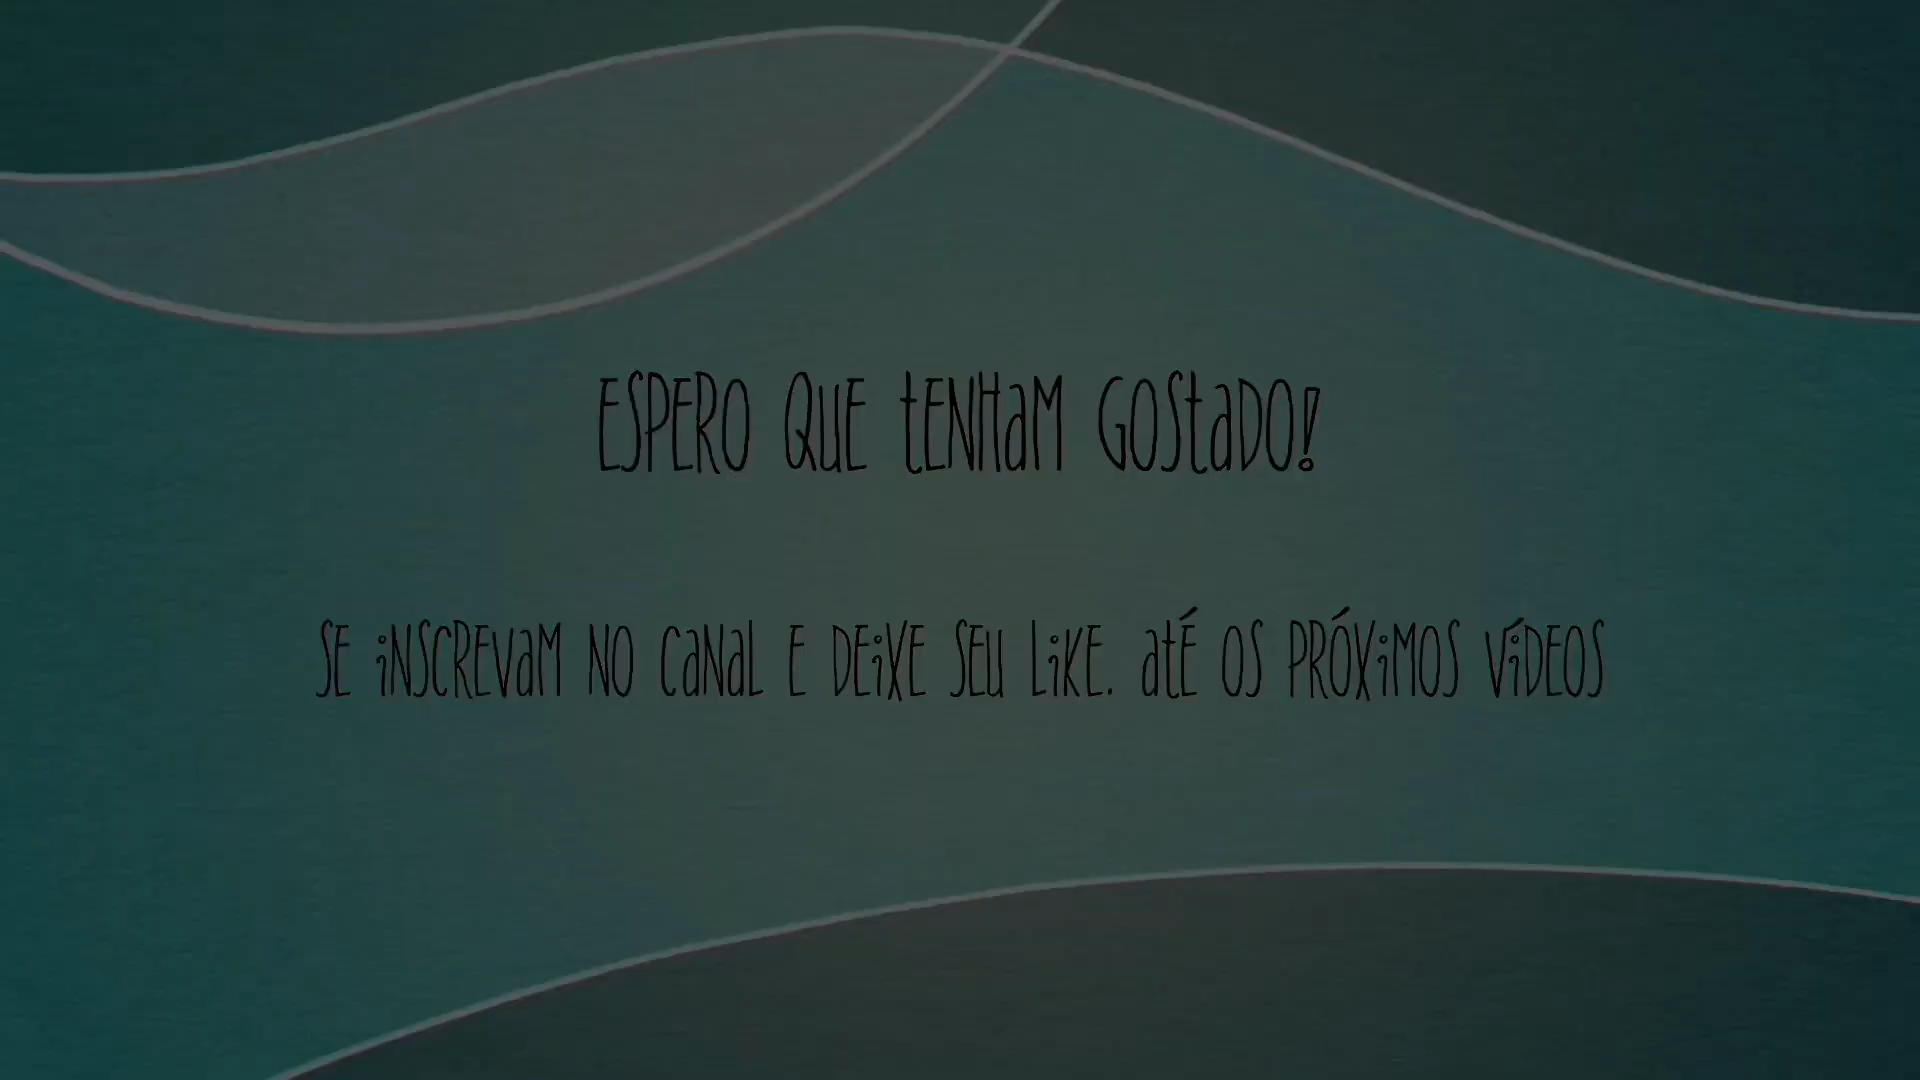 ESPERO QUE tENHaM GOStaDO!
SE iNSCREVaM NO CaNaL E DEiXE SEU LiKE. atÉ OS PRÓXiMOS VíDEOS